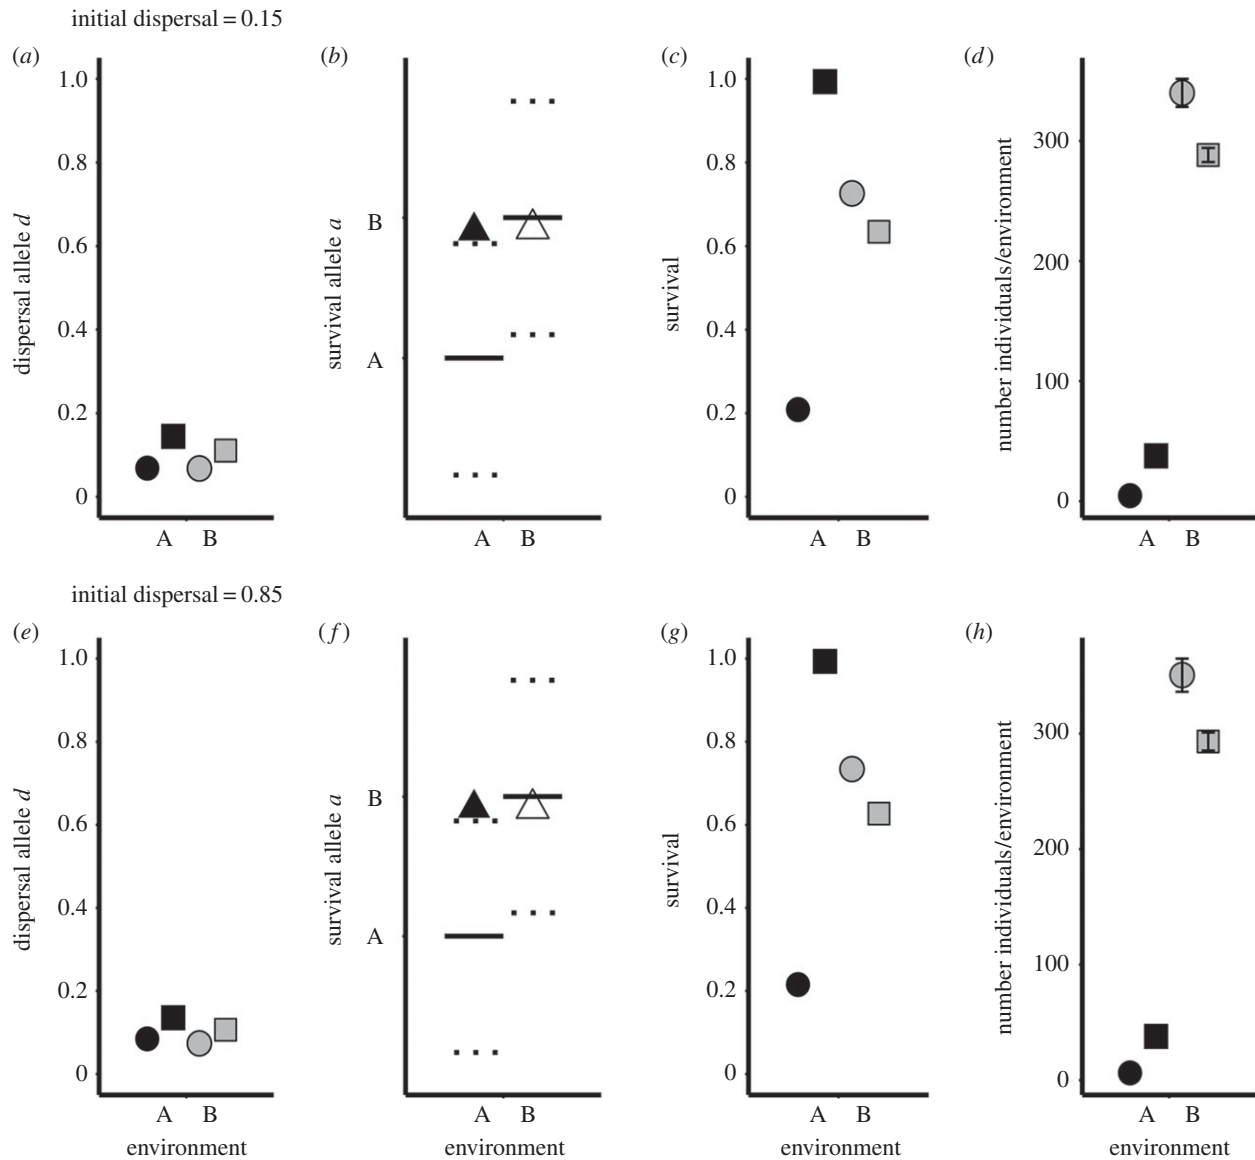 initial dispersal = 0.15
(a)
(b)
(c)
(d)
dispersal allele d
1.0
0.8
0.6
0.4
0.2
0
A B
survival allele a
B
A
A B
survival
1.0
0.8
0.6
0.4
0.2
0
A B
number individuals/environment
300
200
100
0
A B
initial dispersal = 0.85
(e)
(f)
(g)
(h)
dispersal allele d
1.0
0.8
0.6
0.4
0.2
0
A B
environment
survival allele a
B
A
A B
environment
survival
1.0
0.8
0.6
0.4
0.2
0
A B
environment
number individuals/environment
300
200
100
0
A B
environment